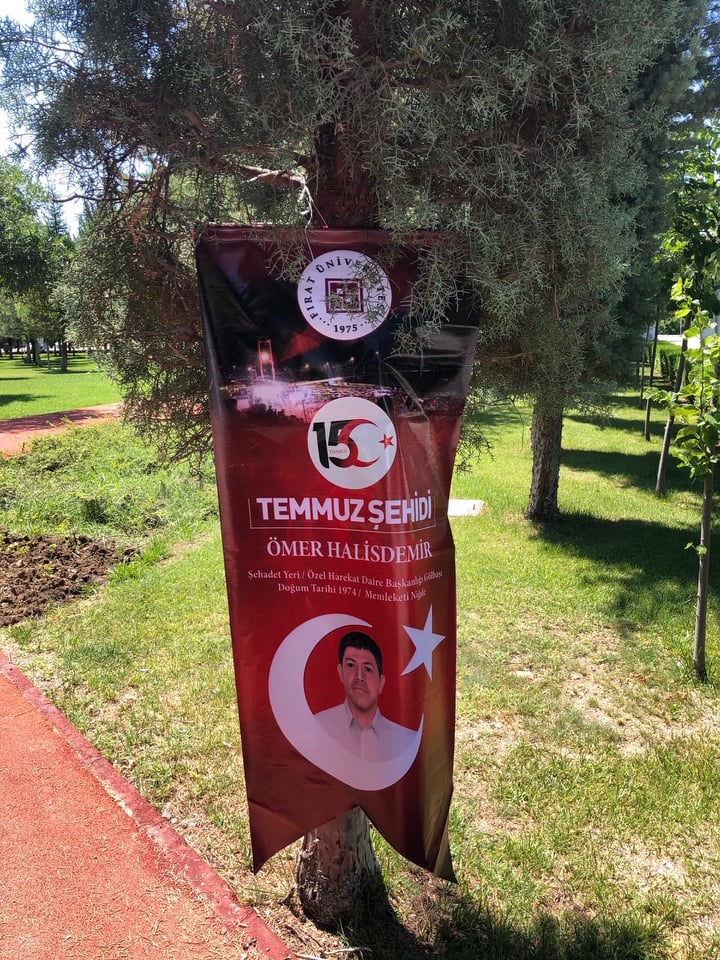 FIRAT ÜNİVERSİTESİ
1975
15
TEMMUZ
TEMMUZ ŞEHİDİ
ÖMER HALİSDEMİR
Şehadet Yeri / Özel Harekat Daire Başkanlığı Gölbaşı
Doğum Tarihi 1974 / Memleketi Niğde